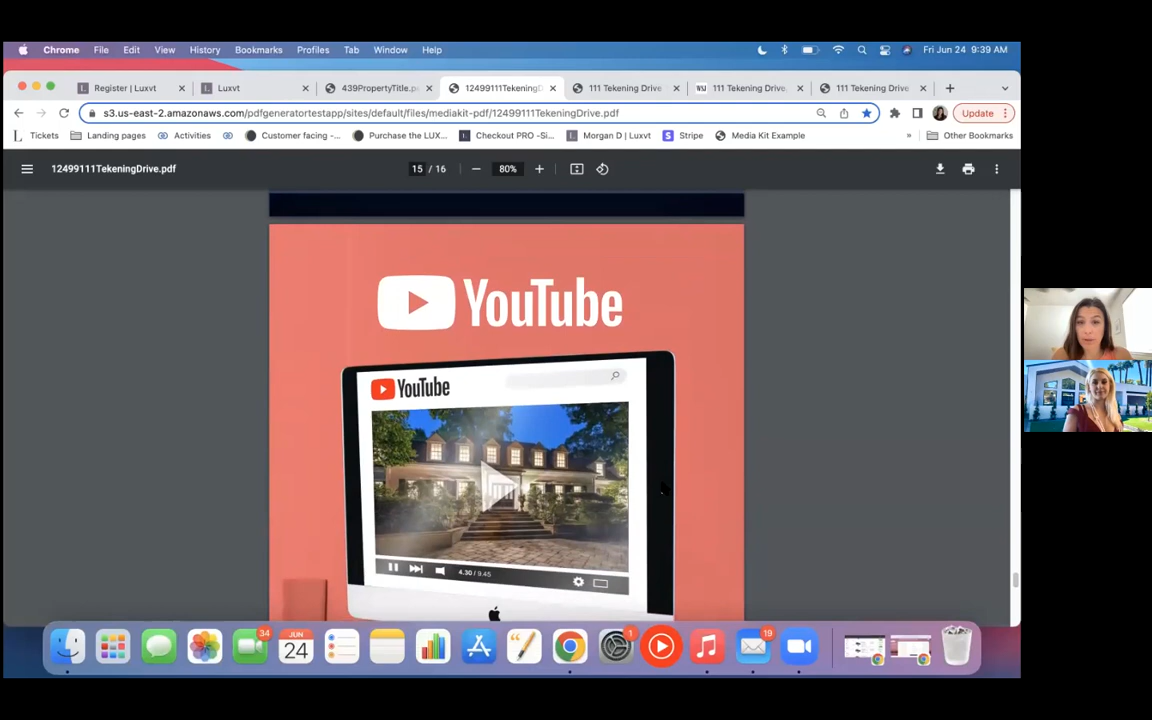 Chrome File Edit View History Bookmarks Profiles Tab Window Help Fri Jun 24 9:39 AM
Register | Luxvt Luxvt 439PropertyTitle.p 12499111TekeningD 111 Tekening Drive 111 Tekening Drive, 111 Tekening Drive
s3.us-east-2.amazonaws.com/pdfgeneratortestapp/sites/default/files/mediakit-pdf/12499111TekeningDrive.pdf Update
Tickets Landing pages Activities Customer facing -... Purchase the LUX... Checkout PRO -Si... Morgan D | Luxvt Stripe Media Kit Example » Other Bookmarks
12499111TekeningDrive.pdf 15 / 16 80%
YouTube
YouTube
4.30 / 9.45
34 JUN 24 1 19